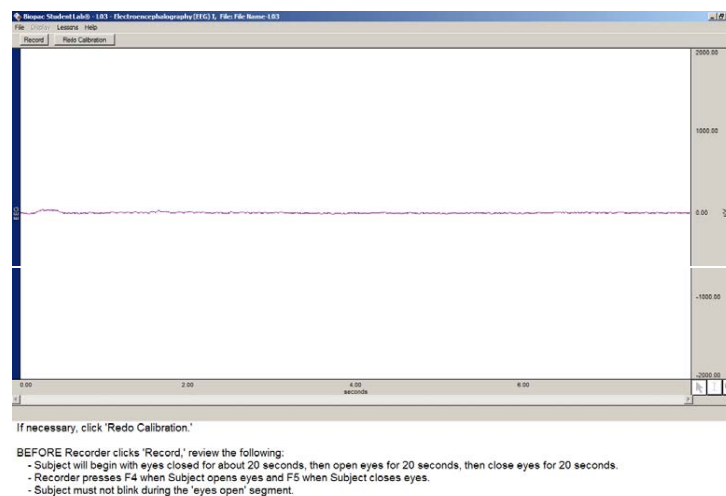 Biopac Student Lab® - L03 - Electroencephalography (EEG) I, File: File Name-L03
File Display Lessons Help
Record Redo Calibration
2000.00
1000.00
EEG
0.00
-1000.00
-2000.00
0.00 2.00 4.00 6.00
seconds
If necessary, click 'Redo Calibration.'
BEFORE Recorder clicks 'Record,' review the following:
- Subject will begin with eyes closed for about 20 seconds, then open eyes for 20 seconds, then close eyes for 20 seconds.
- Recorder presses F4 when Subject opens eyes and F5 when Subject closes eyes.
- Subject must not blink during the 'eyes open' segment.